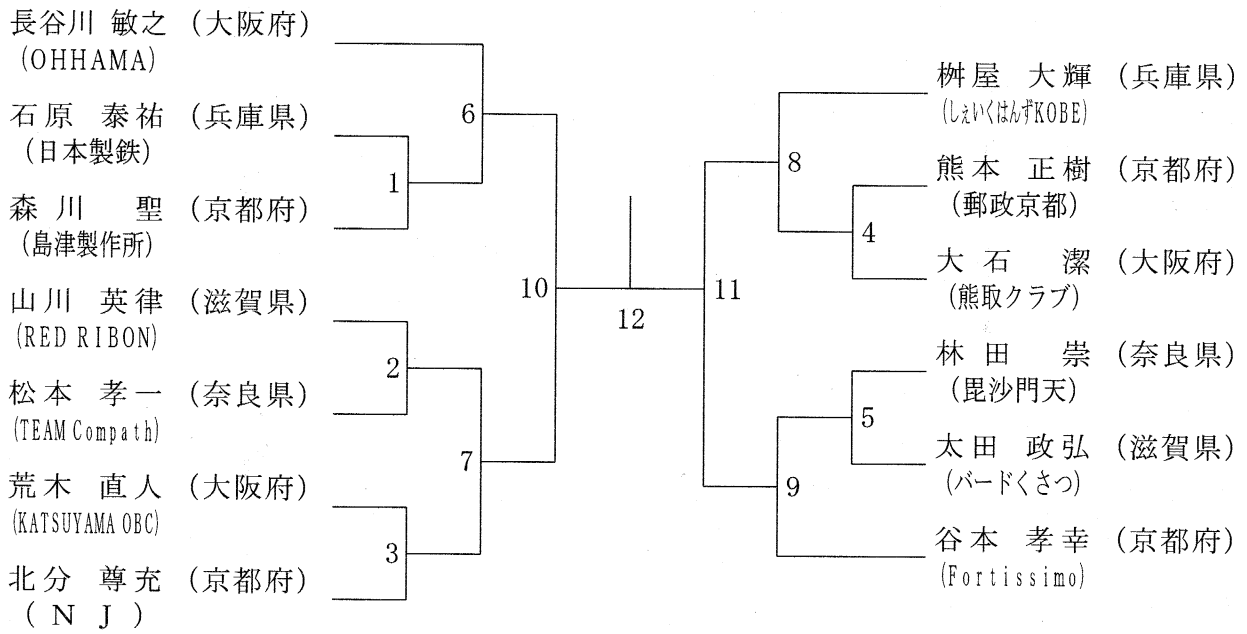 長谷川 敏之 (大阪府)
(OHHAMA)
石原 泰祐 (兵庫県)
(日本製鉄)
森川 聖 (京都府)
(島津製作所)
山川 英律 (滋賀県)
(RED RIBON)
松本 孝一 (奈良県)
(TEAM Compath)
荒木 直人 (大阪府)
(KATSUYAMA OBC)
北分 尊充 (京都府)
(NJ)
6
1
2
7
3
10
12
11
8
4
5
9
桝屋 大輝 (兵庫県)
(しぇいくはんずKOBE)
熊本 正樹 (京都府)
(郵政京都)
大石 潔 (大阪府)
(熊取クラブ)
林田 崇 (奈良県)
(毘沙門天)
太田 政弘 (滋賀県)
(バードくさつ)
谷本 孝幸 (京都府)
(Fortissimo)